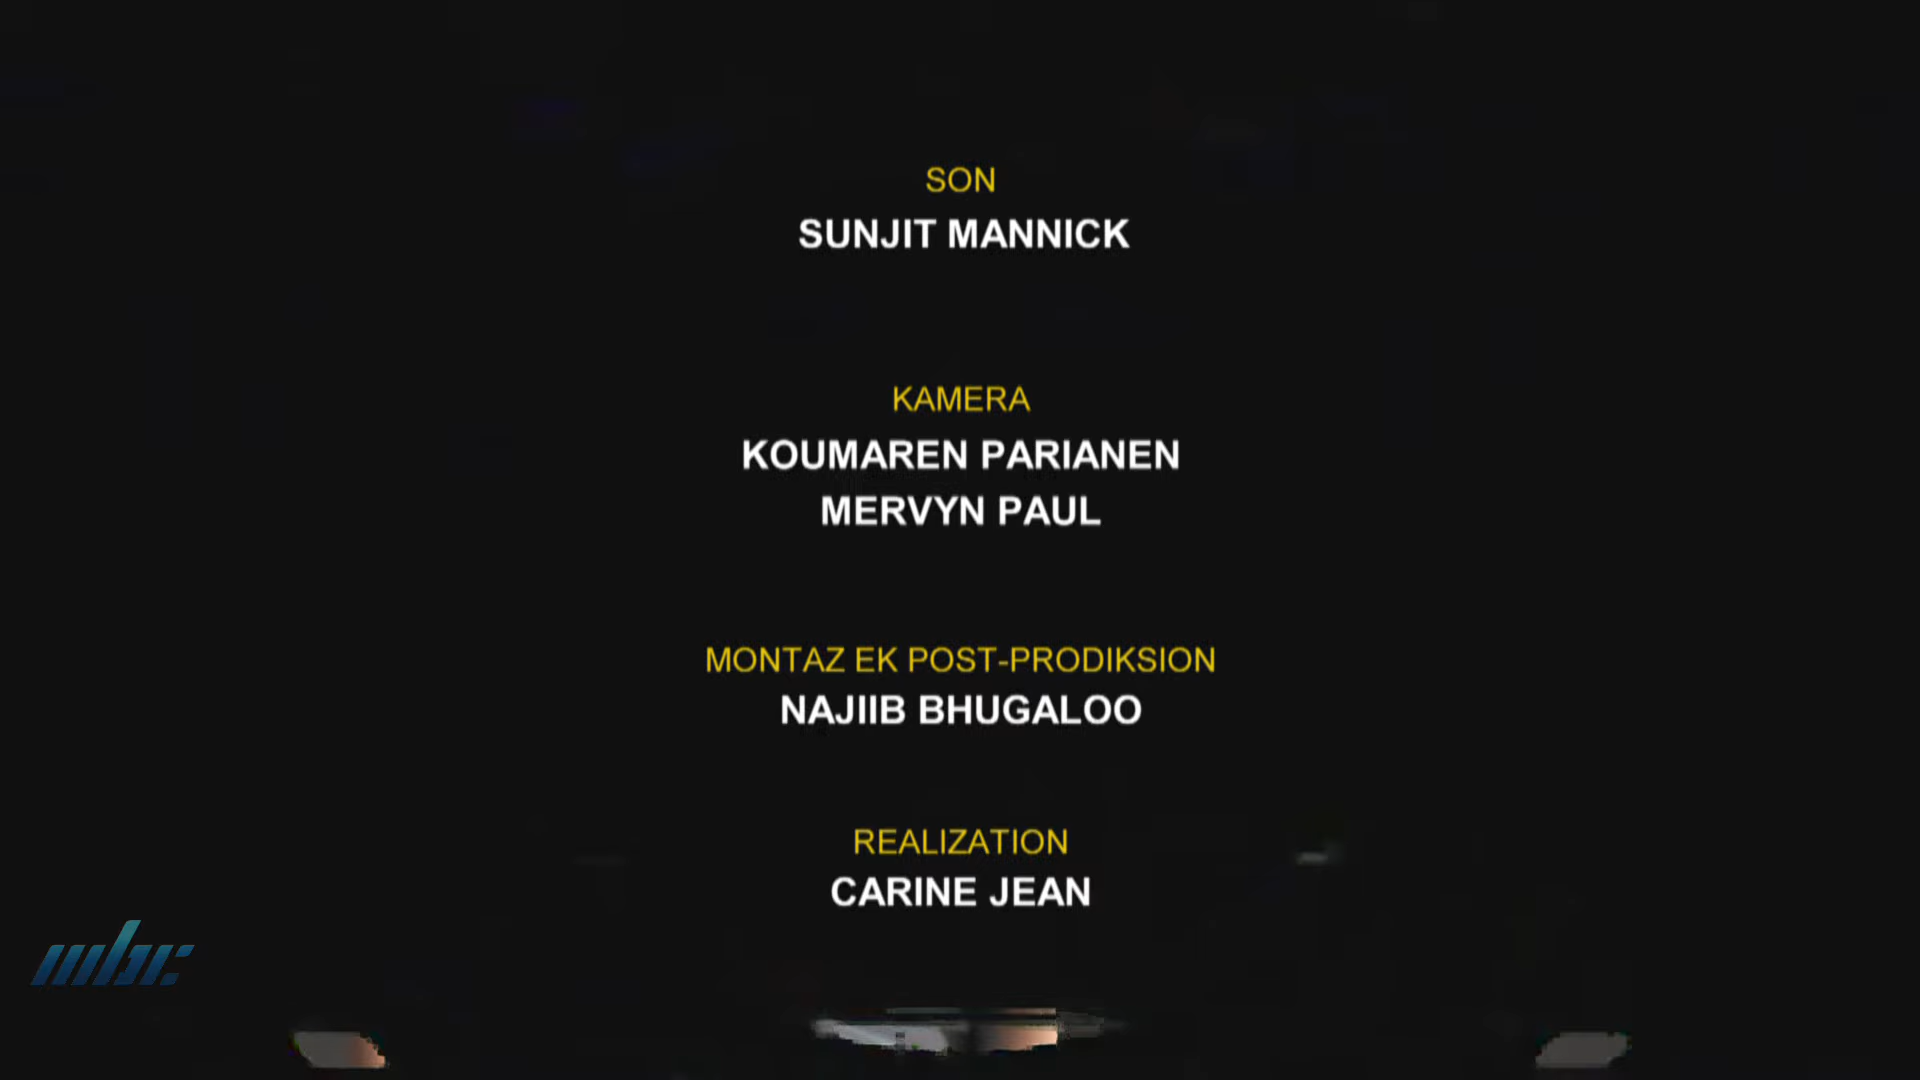 SON
SUNJIT MANNICK
KAMERA
KOUMAREN PARIANEN
MERVYN PAUL
MONTAZ EK POST-PRODIKSION
NAJIIB BHUGALOO
REALIZATION
CARINE JEAN
mbc